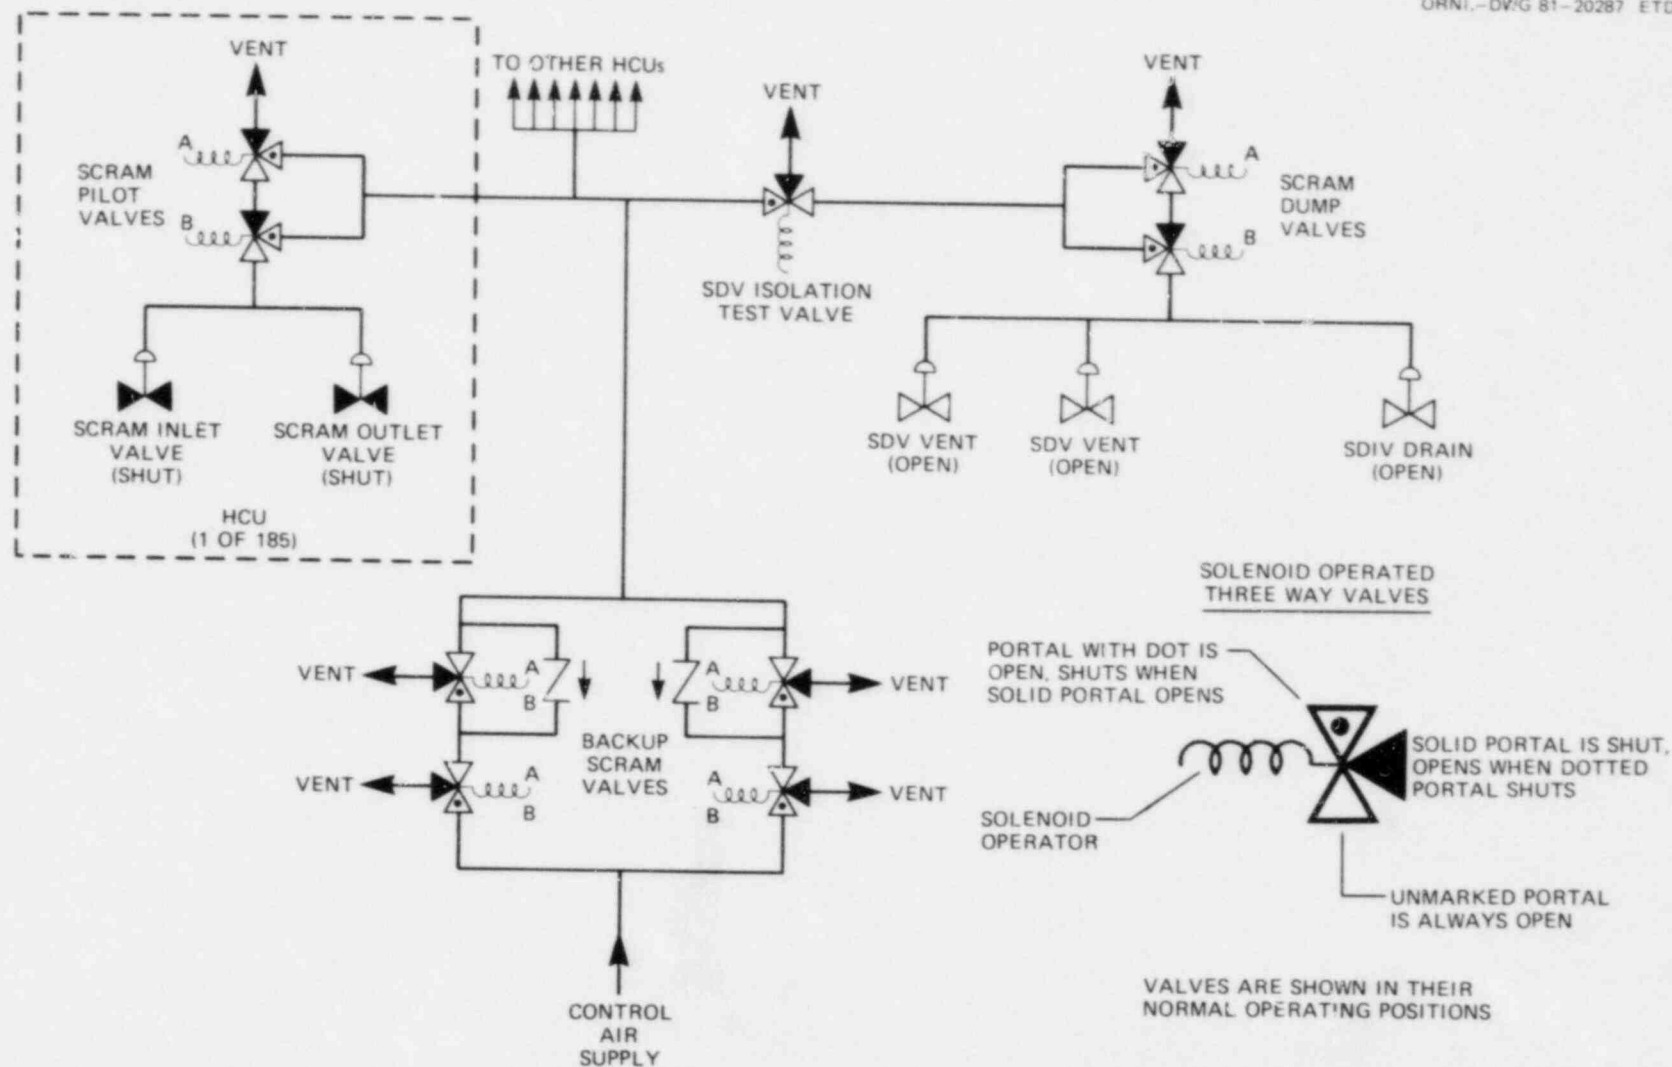 ORNL-DWG 81-20287 ETD
VENT
TO OTHER HCUs
VENT
VENT
A
SCRAM
PILOT
VALVES
B
A
SCRAM
DUMP
VALVES
B
SDV ISOLATION
TEST VALVE
SCRAM INLET
VALVE
(SHUT)
SCRAM OUTLET
VALVE
(SHUT)
SDV VENT
(OPEN)
SDV VENT
(OPEN)
SDIV DRAIN
(OPEN)
HCU
(1 OF 185)
SOLENOID OPERATED
THREE WAY VALVES
VENT
A
B
A
B
VENT
BACKUP
SCRAM
VALVES
VENT
A
B
A
B
VENT
PORTAL WITH DOT IS
OPEN, SHUTS WHEN
SOLID PORTAL OPENS
SOLID PORTAL IS SHUT,
OPENS WHEN DOTTED
PORTAL SHUTS
SOLENOID
OPERATOR
UNMARKED PORTAL
IS ALWAYS OPEN
CONTROL
AIR
SUPPLY
VALVES ARE SHOWN IN THEIR
NORMAL OPERATING POSITIONS